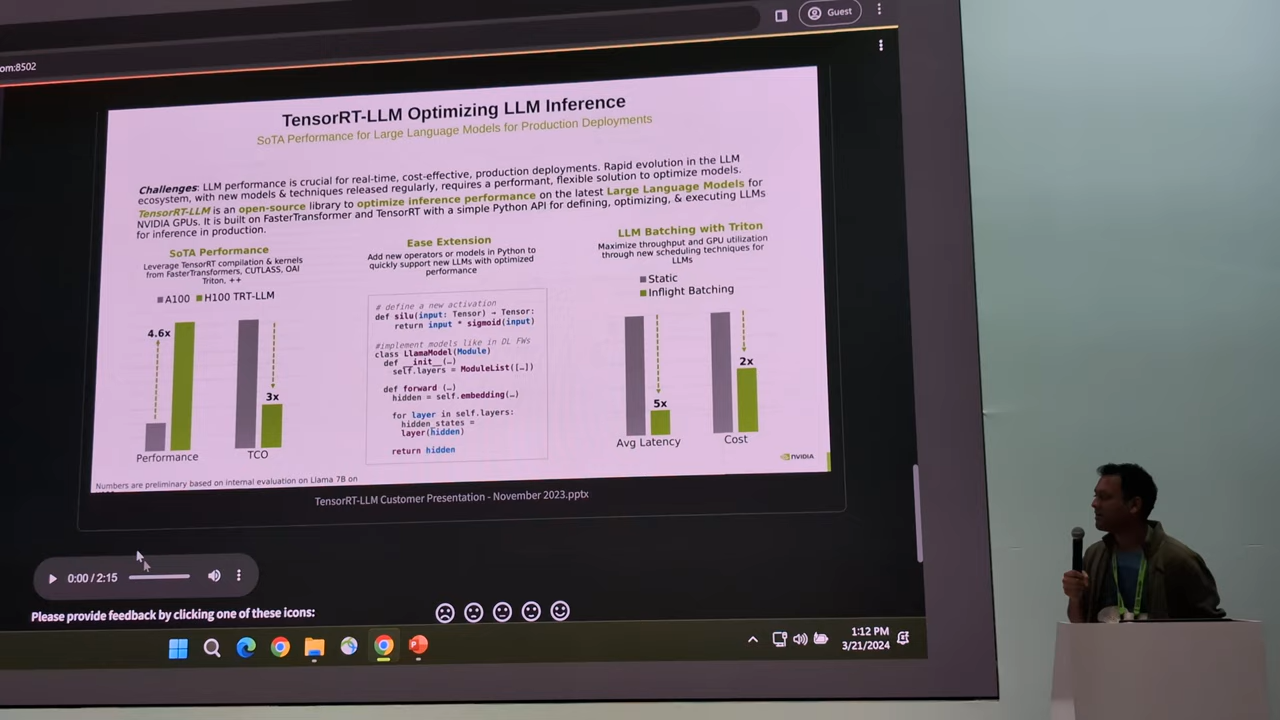 Guest
om:8502
TensorRT-LLM Optimizing LLM Inference
SoTA Performance for Large Language Models for Production Deployments
Challenges: LLM performance is crucial for real-time, cost-effective, production deployments. Rapid evolution in the LLM
ecosystem, with new models & techniques released regularly, requires a performant, flexible solution to optimize models.
TensorRT-LLM is an open-source library to optimize inference performance on the latest Large Language Models for
NVIDIA GPUs. It is built on FasterTransformer and TensorRT with a simple Python API for defining, optimizing, & executing LLMs
for inference in production.
SoTA Performance
Leverage TensorRT compilation & kernels
from FasterTransformers, CUTLASS, OAI
Triton, ++
A100 H100 TRT-LLM
4.6x
3x
Performance
TCO
Ease Extension
Add new operators or models in Python to
quickly support new LLMs with optimized
performance
# define a new activation
def silu(input: Tensor) → Tensor:
return input * sigmoid(input)
#implement models like in DL FWs
class LlamaModel(Module)
def __init__(…)
self.layers = ModuleList([…])
def forward (…)
hidden = self.embedding(…)
for layer in self.layers:
hidden_states =
layer(hidden)
return hidden
LLM Batching with Triton
Maximize throughput and GPU utilization
through new scheduling techniques for
LLMs
Static
Inflight Batching
5x
2x
Avg Latency
Cost
NVIDIA
Numbers are preliminary based on internal evaluation on Llama 7B on
TensorRT-LLM Customer Presentation - November 2023.pptx
0:00 / 2:15
Please provide feedback by clicking one of these icons:
1:12 PM
3/21/2024